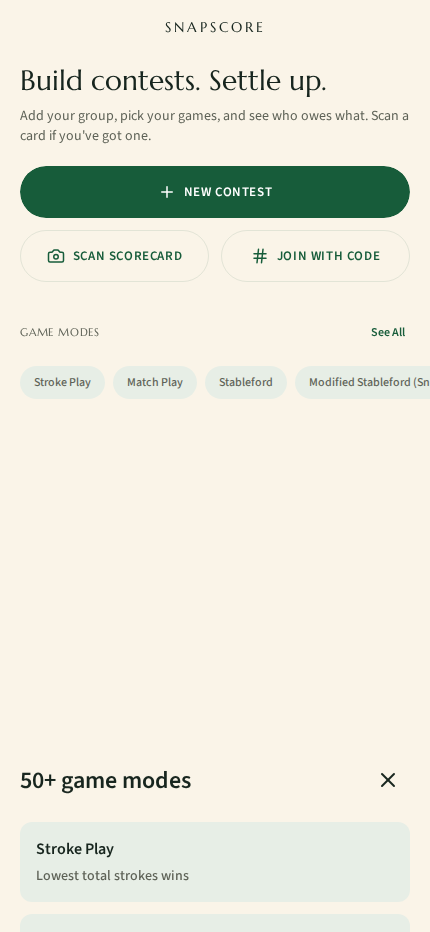 SNAPSCORE
Build contests. Settle up.
Add your group, pick your games, and see who owes what. Scan a
card if you've got one.
NEW CONTEST
SCAN SCORECARD
JOIN WITH CODE
GAME MODES
See All
Stroke Play
Match Play
Stableford
Modified Stableford (Sn
50+ game modes
Stroke Play
Lowest total strokes wins